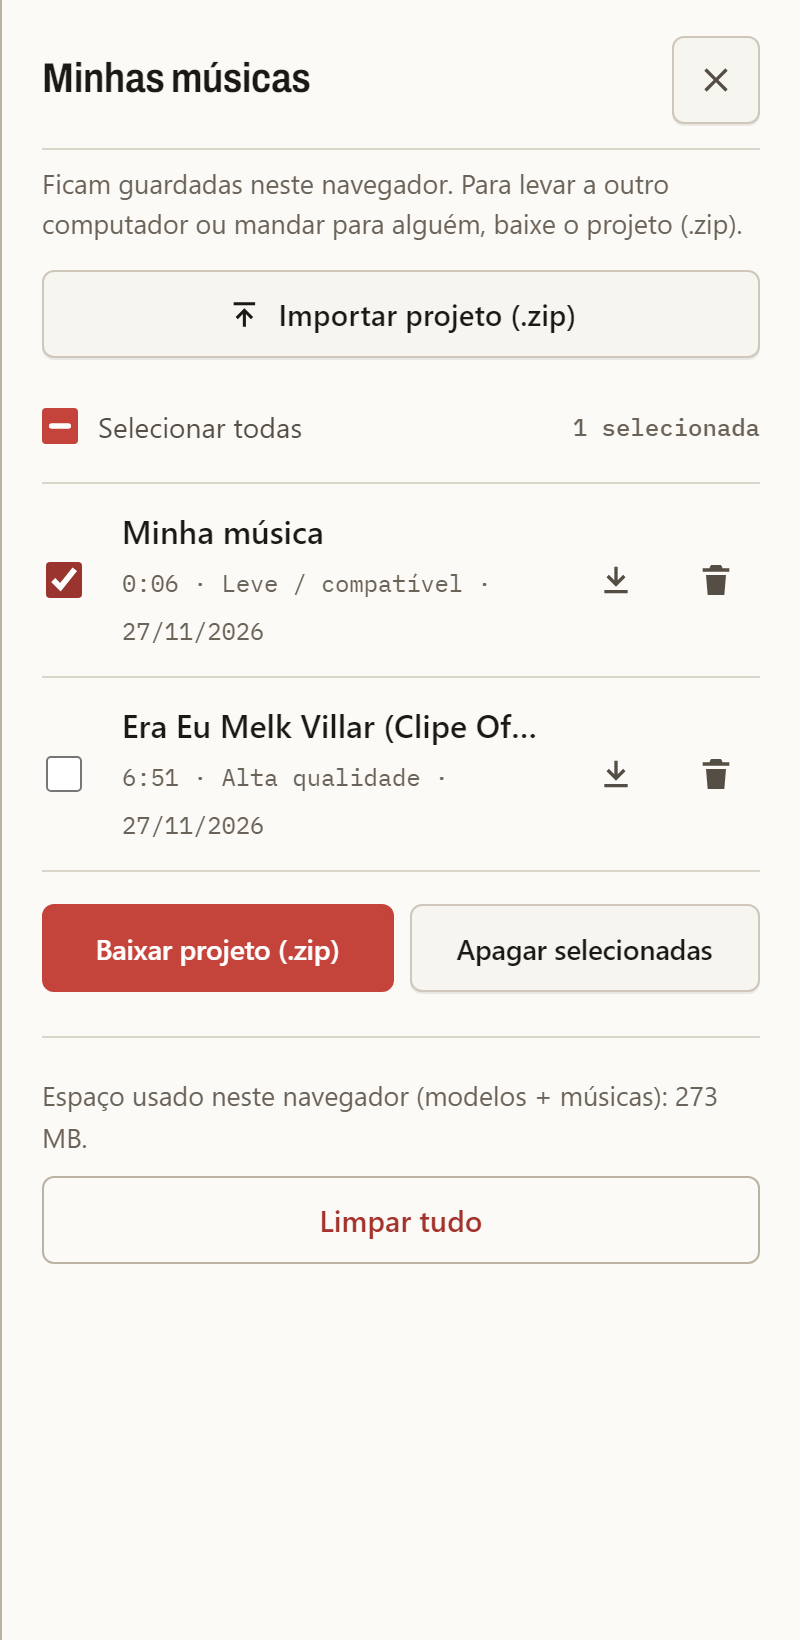 Minhas músicas
Ficam guardadas neste navegador. Para levar a outro
computador ou mandar para alguém, baixe o projeto (.zip).
Importar projeto (.zip)
Selecionar todas
1 selecionada
Minha música
0:06 · Leve / compatível ·
27/11/2026
Era Eu Melk Villar (Clipe Of...
6:51 · Alta qualidade ·
27/11/2026
Baixar projeto (.zip)
Apagar selecionadas
Espaço usado neste navegador (modelos + músicas): 273
MB.
Limpar tudo